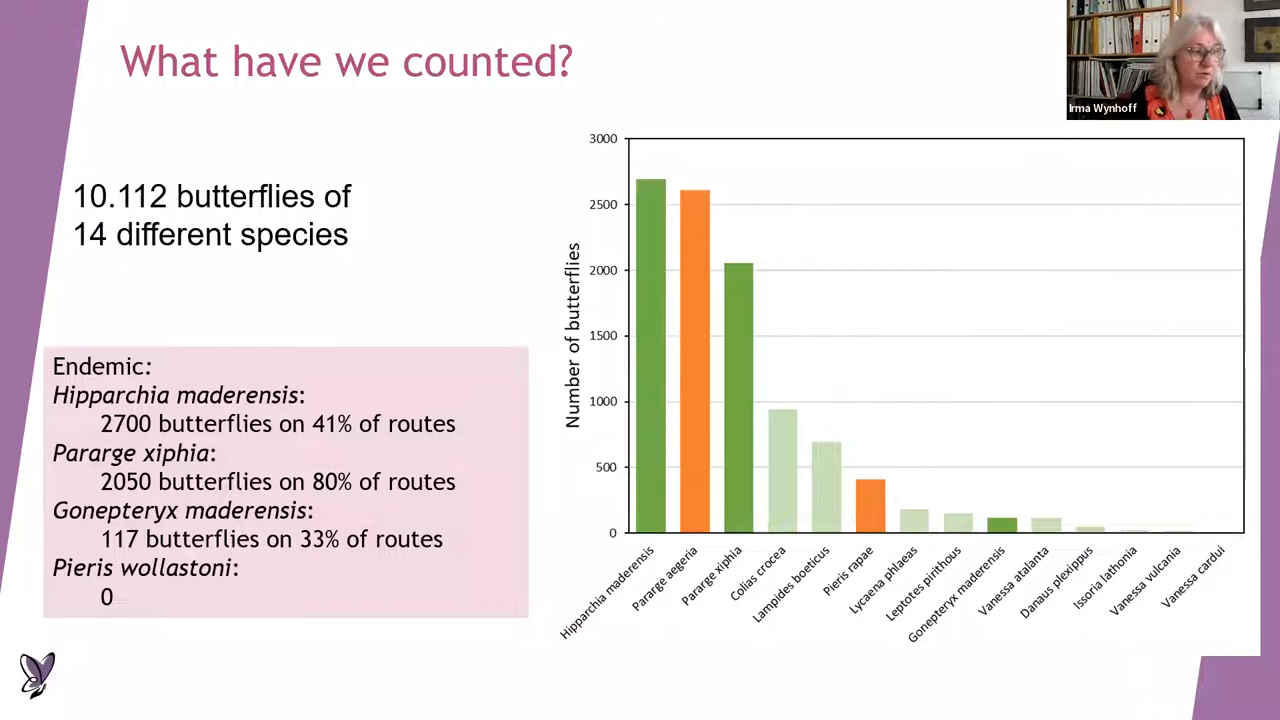 What have we counted?
Irma Wynhoff
10.112 butterflies of
14 different species
Endemic:
Hipparchia maderensis:
2700 butterflies on 41% of routes
Pararge xiphia:
2050 butterflies on 80% of routes
Gonepteryx maderensis:
117 butterflies on 33% of routes
Pieris wollastoni:
0
Number of butterflies
3000
2500
2000
1500
1000
500
0
Hipparchia maderensis
Pararge aegeria
Pararge xiphia
Colias crocea
Lampides boeticus
Pieris rapae
Lycaena phlaeas
Leptotes pirithous
Gonepteryx maderensis
Vanessa atalanta
Danaus plexippus
Issoria lathonia
Vanessa vulcania
Vanessa cardui